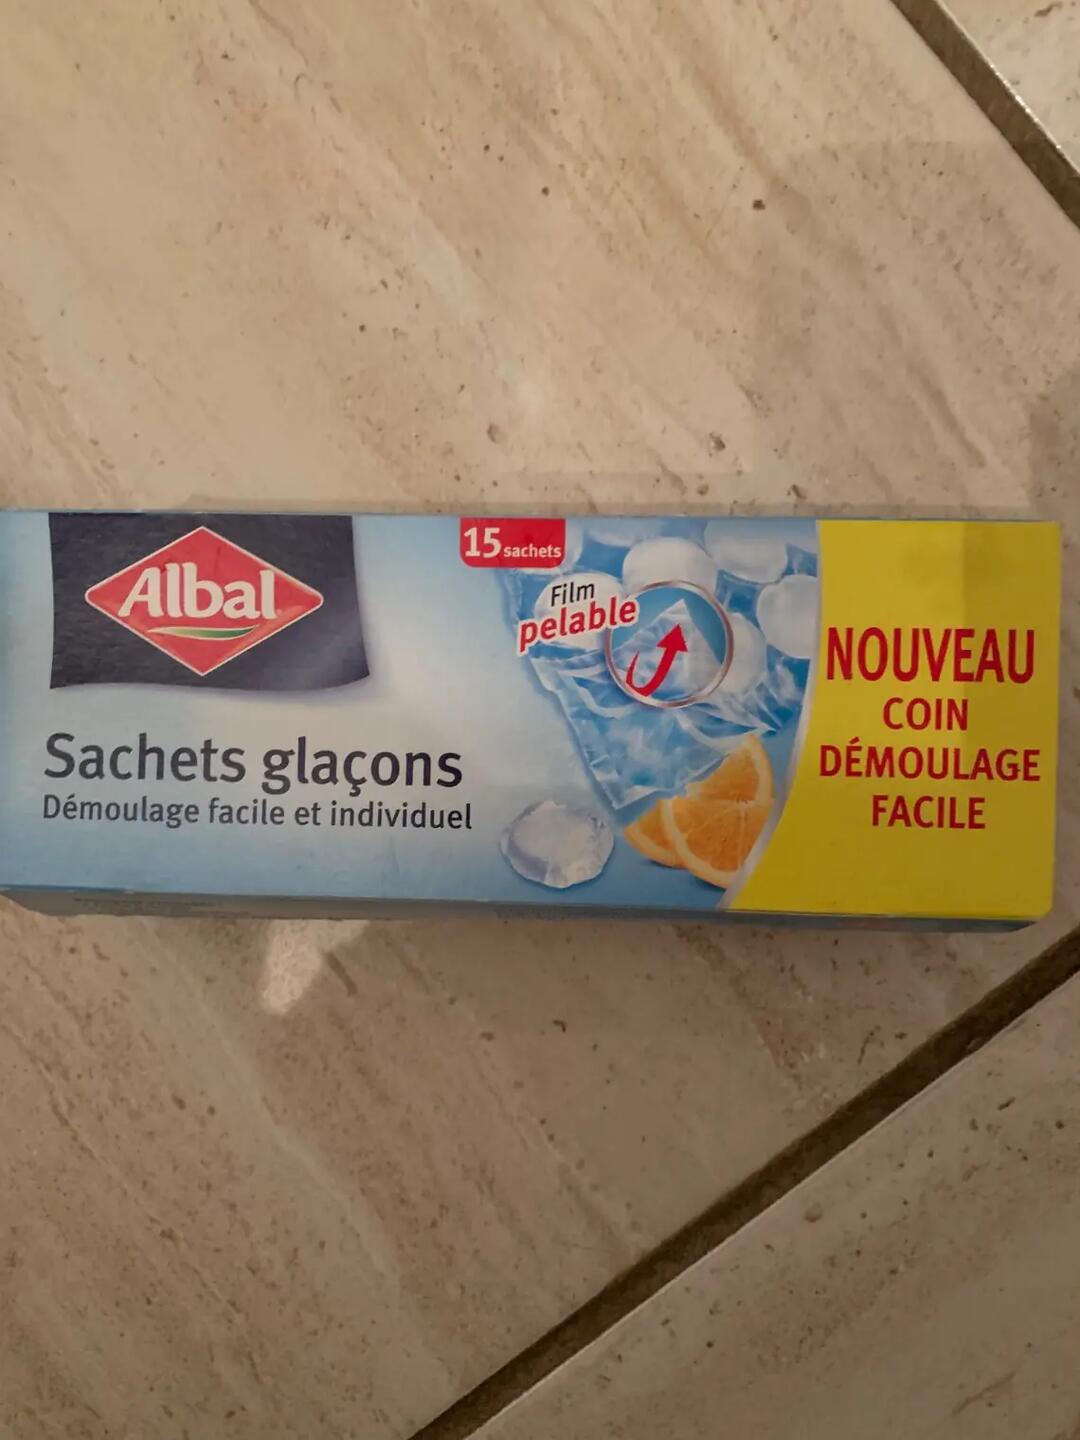 Albal
15 sachets
Film
pelable
Sachets glaçons
Démoulage facile et individuel
NOUVEAU
COIN
DÉMOULAGE
FACILE